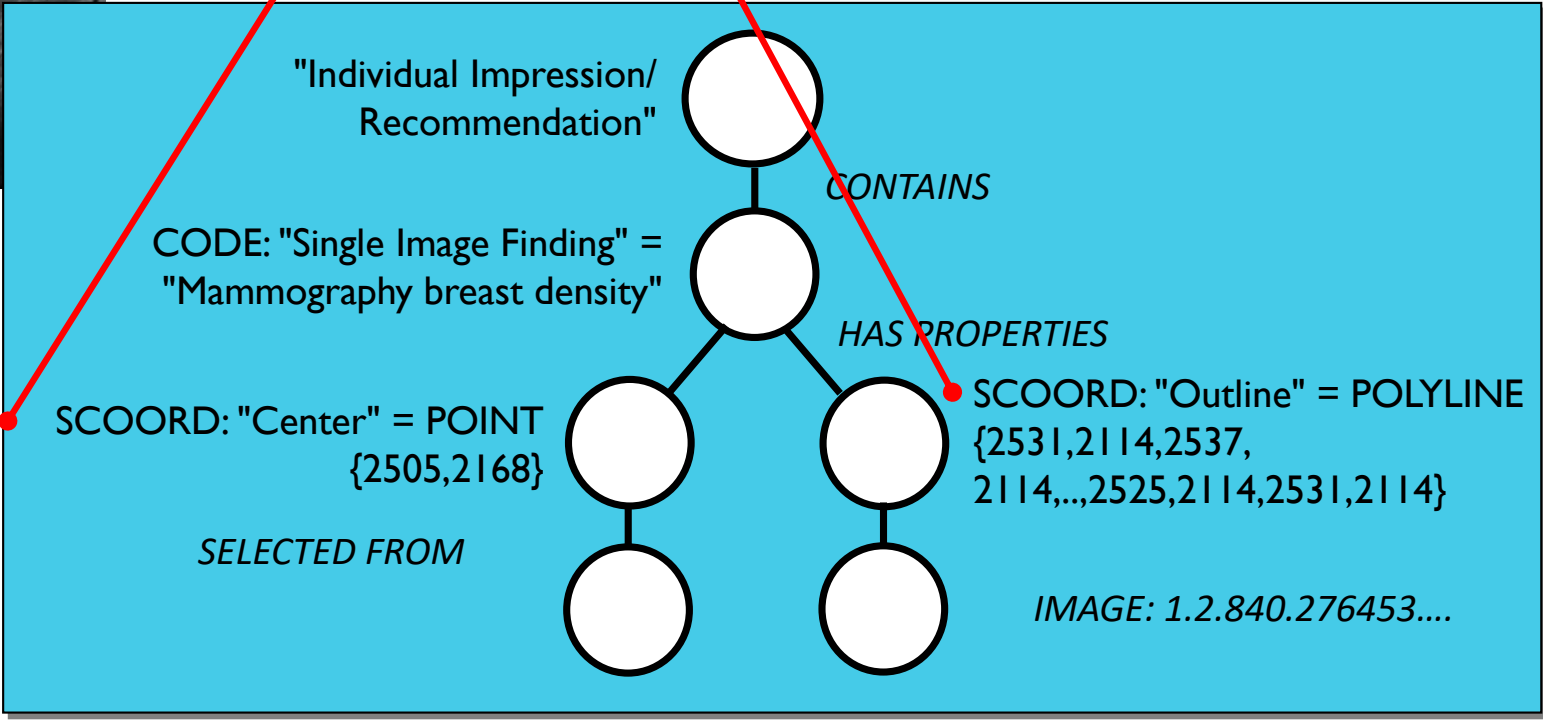 "Individual Impression/
Recommendation"
CONTAINS
CODE: "Single Image Finding" =
"Mammography breast density"
HAS PROPERTIES
SCOORD: "Center" = POINT
{2505,2168}
SCOORD: "Outline" = POLYLINE
{2531,2114,2537,
2114,..,2525,2114,2531,2114}
SELECTED FROM
IMAGE: 1.2.840.276453....